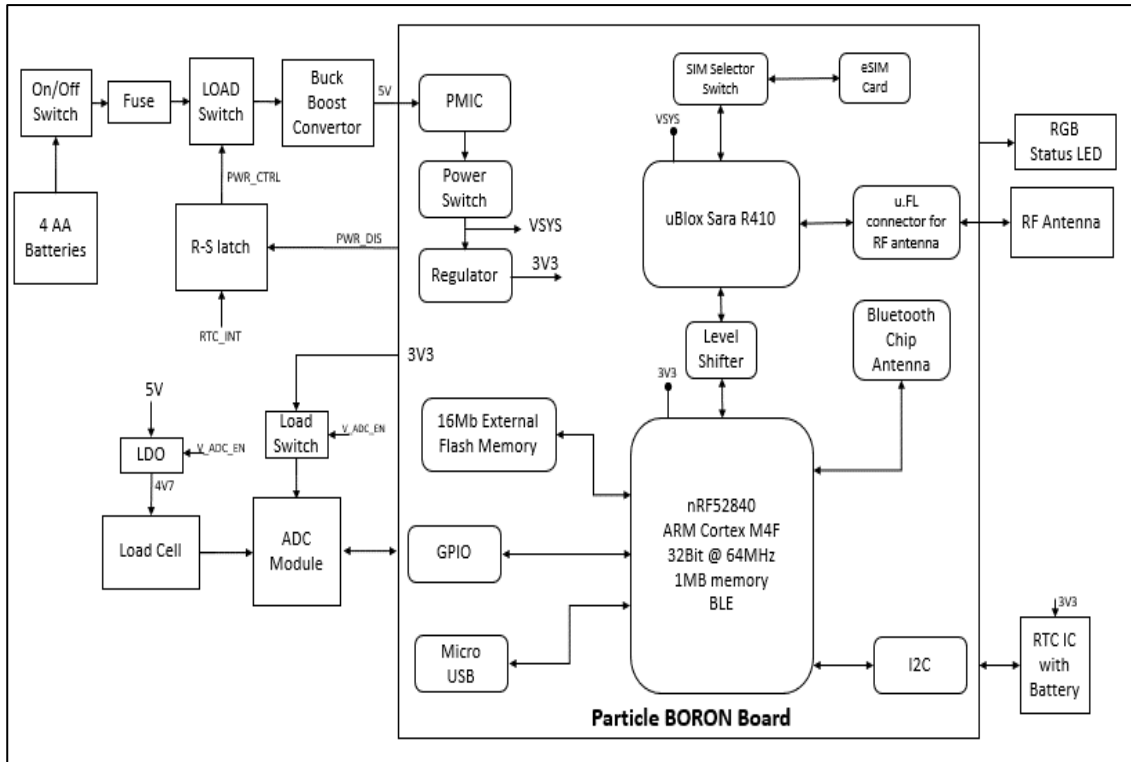 On/Off
Switch
Fuse
LOAD
Switch
Buck
Boost
Convertor
5V
PMIC
SIM Selector
Switch
eSIM
Card
VSYS
RGB
Status LED
4 AA
Batteries
PWR_CTRL
R-S latch
PWR_DIS
RTC_INT
Power
Switch
VSYS
Regulator
3V3
uBlox Sara R410
u.FL
connector for
RF antenna
RF Antenna
Level
Shifter
Bluetooth
Chip
Antenna
3V3
5V
LDO
V_ADC_EN
4V7
Load
Switch
V_ADC_EN
Load Cell
ADC
Module
16Mb External
Flash Memory
3V3
nRF52840
ARM Cortex M4F
32Bit @ 64MHz
1MB memory
BLE
GPIO
Micro
USB
I2C
3V3
RTC IC
with
Battery
Particle BORON Board